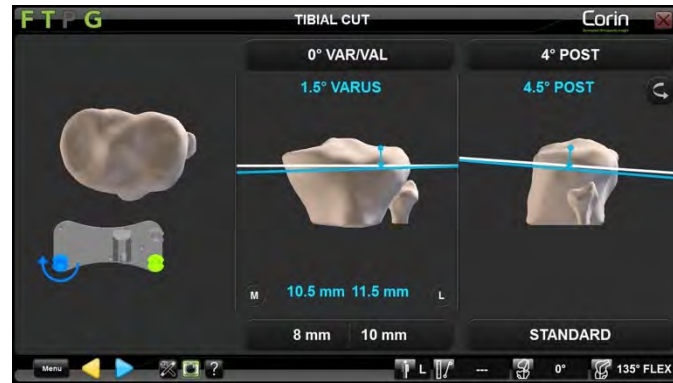 F T P G
TIBIAL CUT
Corin
0° VAR/VAL
4° POST
1.5° VARUS
4.5° POST
M 10.5 mm 11.5 mm L
8 mm 10 mm
STANDARD
Menu
?
L
---
0°
135° FLEX